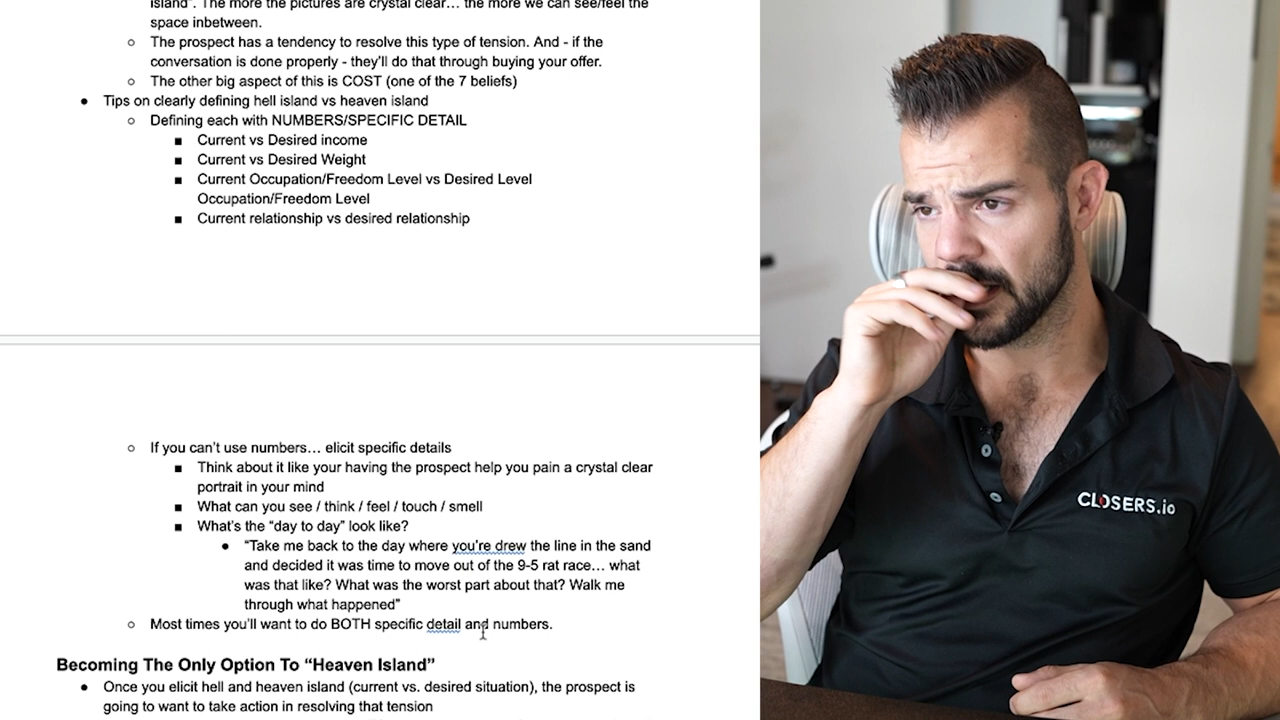 island”. The more the pictures are crystal clear… the more we can see/feel the
space inbetween.
○ The prospect has a tendency to resolve this type of tension. And - if the
conversation is done properly - they’ll do that through buying your offer.
○ The other big aspect of this is COST (one of the 7 beliefs)
● Tips on clearly defining hell island vs heaven island
○ Defining each with NUMBERS/SPECIFIC DETAIL
■ Current vs Desired income
■ Current vs Desired Weight
■ Current Occupation/Freedom Level vs Desired Level
Occupation/Freedom Level
■ Current relationship vs desired relationship
○ If you can’t use numbers… elicit specific details
■ Think about it like your having the prospect help you pain a crystal clear
portrait in your mind
■ What can you see / think / feel / touch / smell
■ What’s the “day to day” look like?
● “Take me back to the day where you’re drew the line in the sand
and decided it was time to move out of the 9-5 rat race… what
was that like? What was the worst part about that? Walk me
through what happened”
○ Most times you’ll want to do BOTH specific detail and numbers.
Becoming The Only Option To “Heaven Island”
● Once you elicit hell and heaven island (current vs. desired situation), the prospect is
going to want to take action in resolving that tension
CLOSERS.io